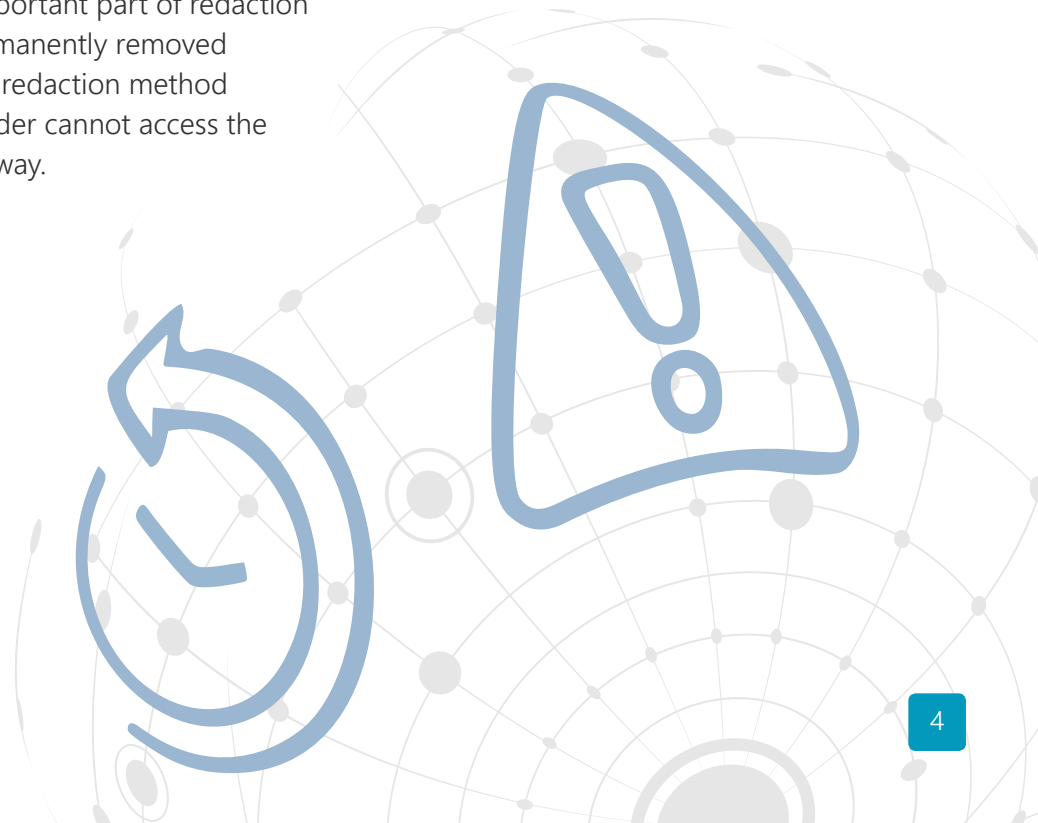 portant part of redaction
manently removed
redaction method
der cannot access the
way.
4